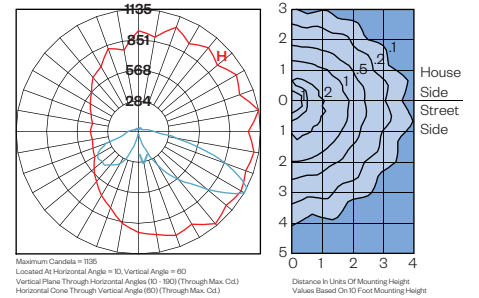 1135
851
H
568
284
Maximum Candela = 1135
Located At Horizontal Angle = 10, Vertical Angle = 60
Vertical Plane Through Horizontal Angles (10 - 190) (Through Max. Cd.)
Horizontal Cone Through Vertical Angle (60) (Through Max. Cd.)
3
2
1
0
1
2
3
4
5
.1
.2
.5
1
2
House
Side
Street
Side
0 1 2 3 4
Distance In Units Of Mounting Height
Values Based On 10 Foot Mounting Height